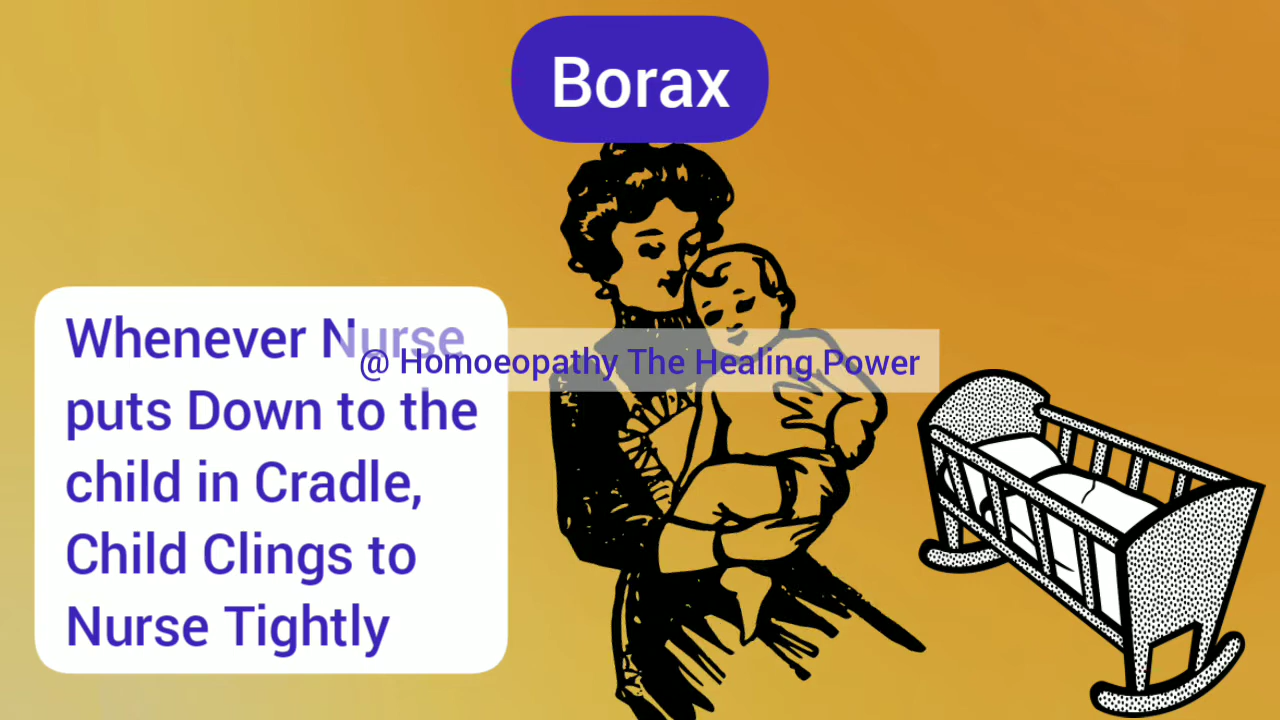 Borax
Whenever Nurse
@ Homoeopathy The Healing Power
puts Down to the
child in Cradle,
Child Clings to
Nurse Tightly